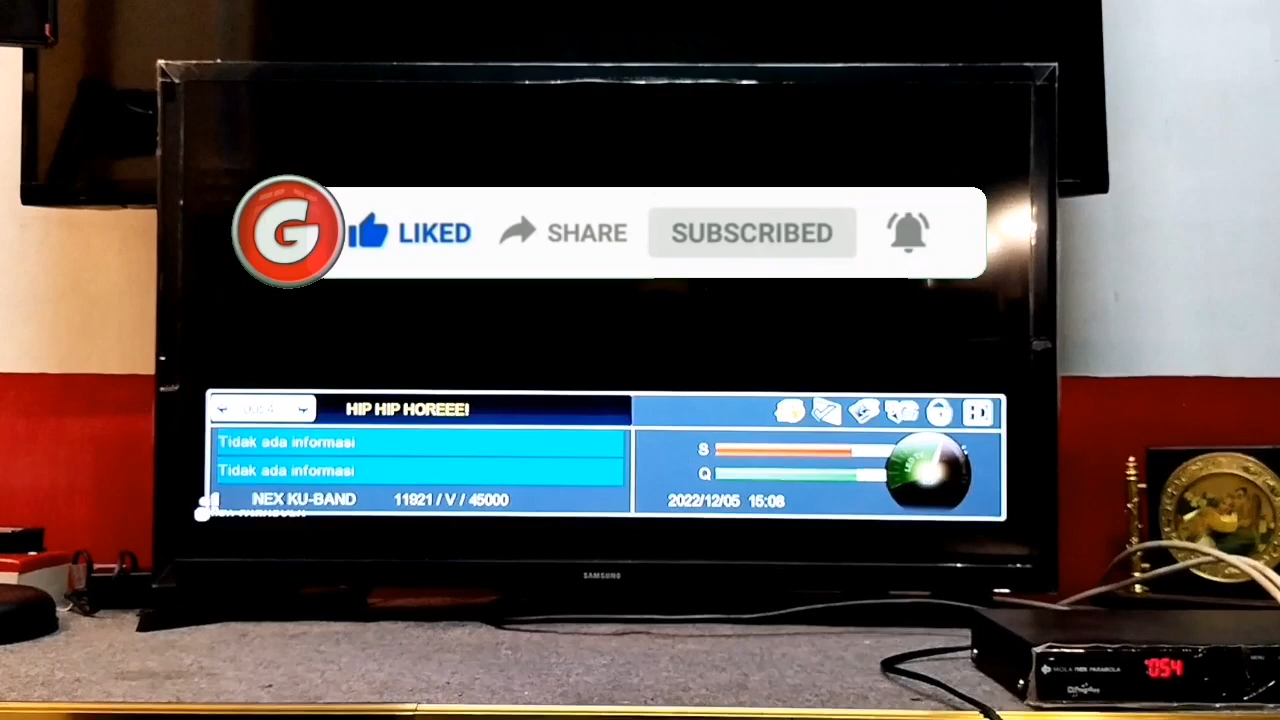 G LIKED SHARE SUBSCRIBED
HIP HIP HOREEE!
Tidak ada informasi
Tidak ada informasi
S
Q
NEX KU-BAND 11921 / V / 45000
2022/12/05 15:08
SAMSUNG
PARABOLA
054